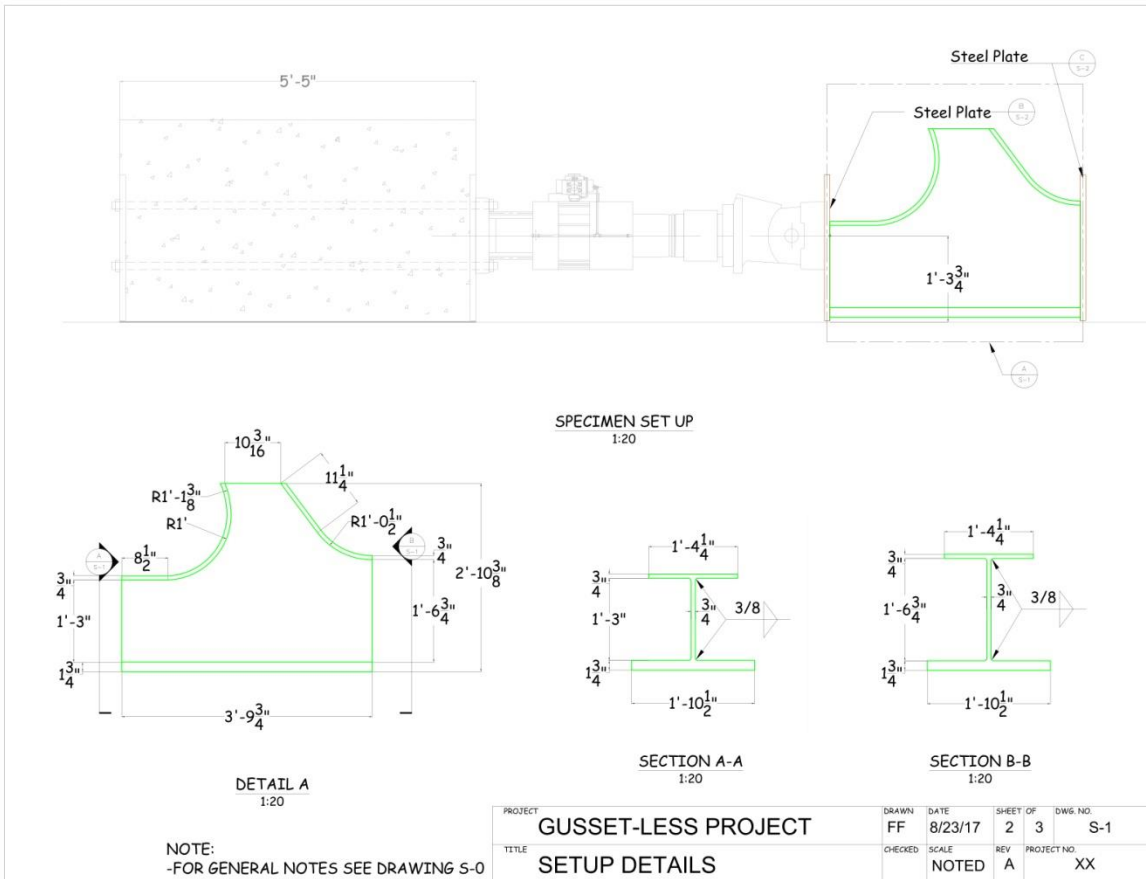 5'-5"
Steel Plate
C
S-2
Steel Plate
B
S-2
1'-3 3/4"
A
S-1
SPECIMEN SET UP
1:20
10 3/16"
11 1/4"
R1'-1 3/8"
R1'-0 1/2"
R1'
A
S-1
8 1/2"
B
S-1
3/4"
3/4"
2'-10 3/8"
1'-3"
1'-6 3/4"
1 3/4"
3'-9 3/4"
DETAIL A
1:20
1'-4 1/4"
3/4"
1'-3"
3/4"
3/8
1 3/4"
1'-10 1/2"
SECTION A-A
1:20
1'-4 1/4"
3/4"
1'-6 3/4"
3/4"
3/8
1 3/4"
1'-10 1/2"
SECTION B-B
1:20
NOTE:
-FOR GENERAL NOTES SEE DRAWING S-0
PROJECT
GUSSET-LESS PROJECT
DRAWN
FF
DATE
8/23/17
SHEET OF
2 3
DWG. NO.
S-1
TITLE
SETUP DETAILS
CHECKED
SCALE
NOTED
REV
A
PROJECT NO.
XX